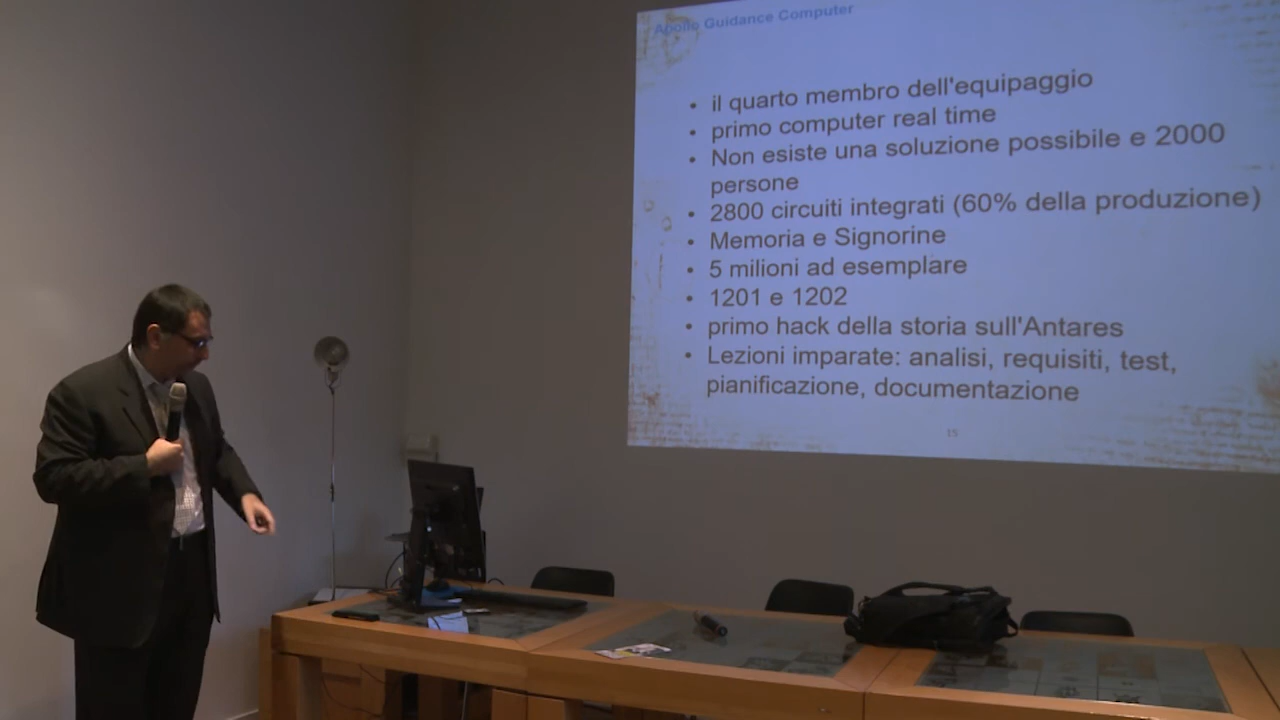 Apollo Guidance Computer
• il quarto membro dell'equipaggio
• primo computer real time
• Non esiste una soluzione possibile e 2000
persone
• 2800 circuiti integrati (60% della produzione)
• Memoria e Signorine
• 5 milioni ad esemplare
• 1201 e 1202
• primo hack della storia sull'Antares
• Lezioni imparate: analisi, requisiti, test,
pianificazione, documentazione
15